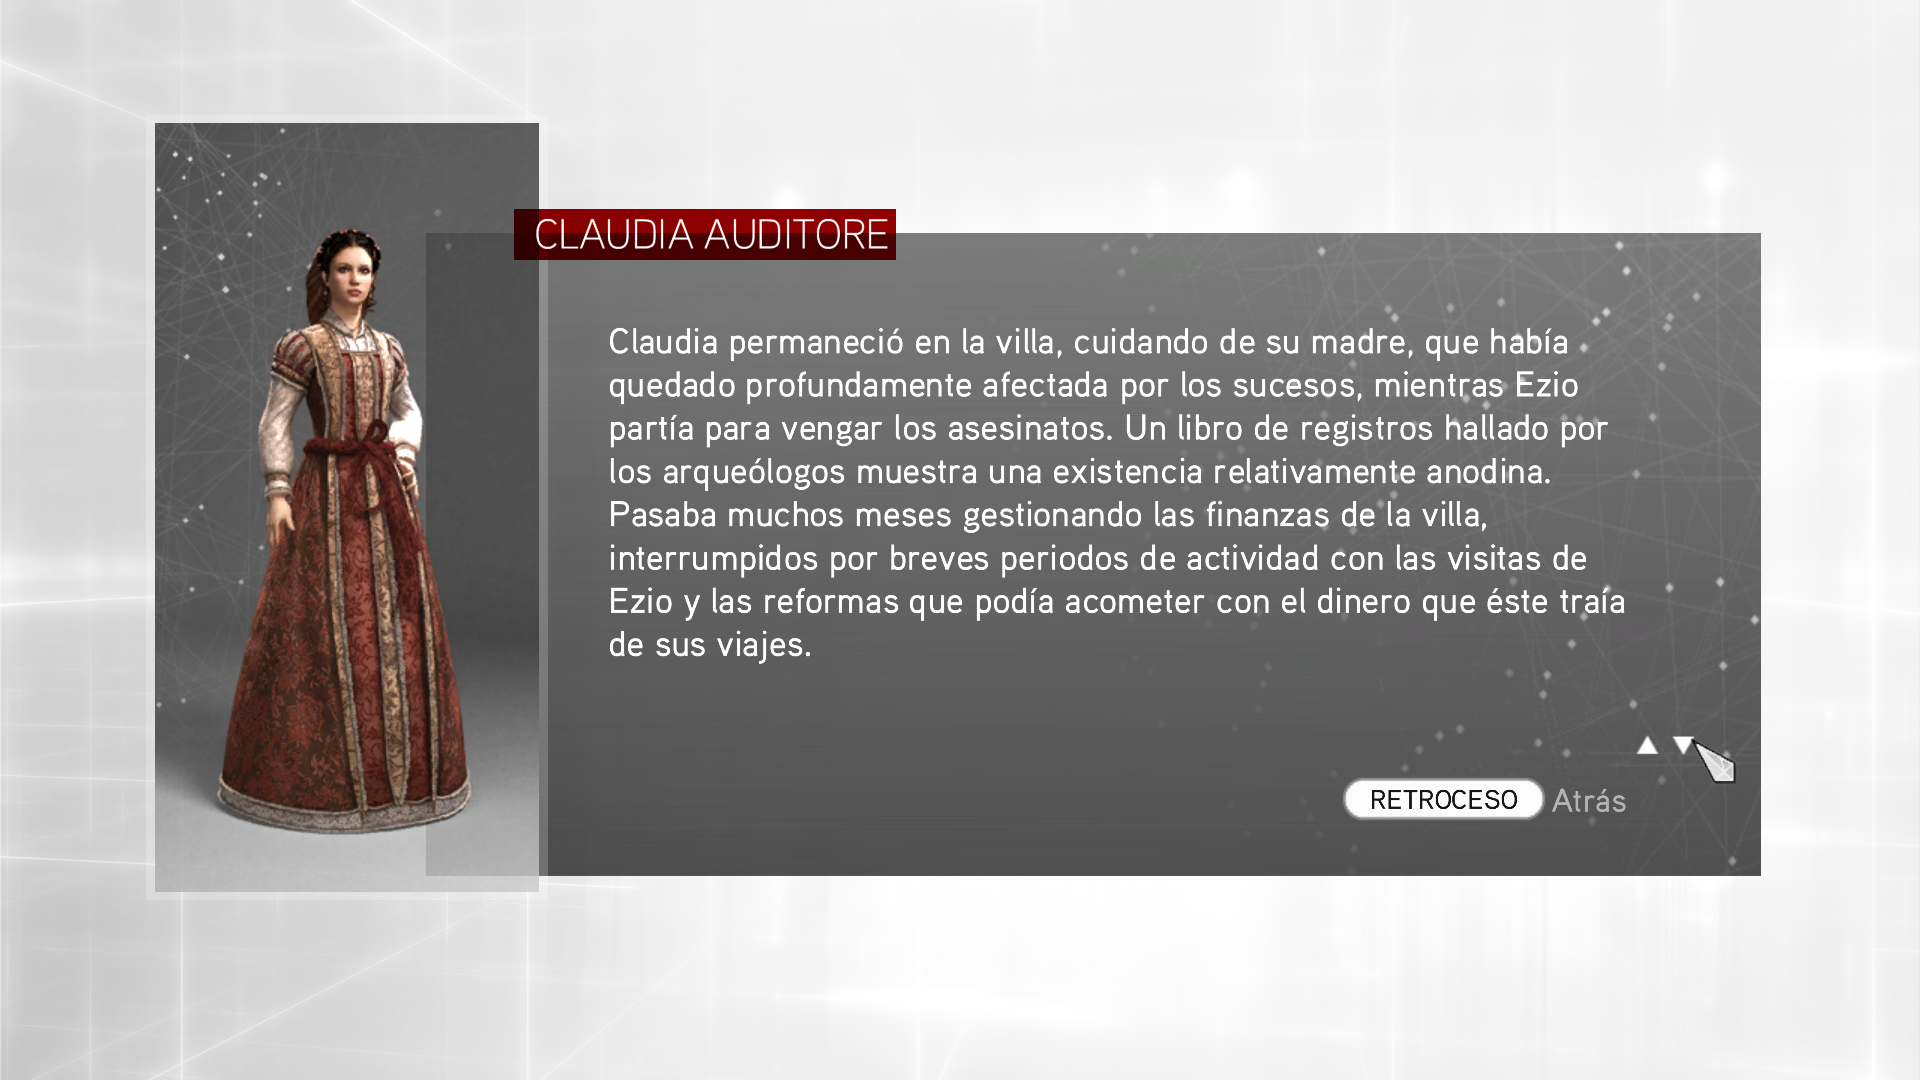 CLAUDIA AUDITORE
Claudia permaneció en la villa, cuidando de su madre, que había
quedado profundamente afectada por los sucesos, mientras Ezio
partía para vengar los asesinatos. Un libro de registros hallado por
los arqueólogos muestra una existencia relativamente anodina.
Pasaba muchos meses gestionando las finanzas de la villa,
interrumpidos por breves periodos de actividad con las visitas de
Ezio y las reformas que podía acometer con el dinero que éste traía
de sus viajes.
RETROCESO Atrás